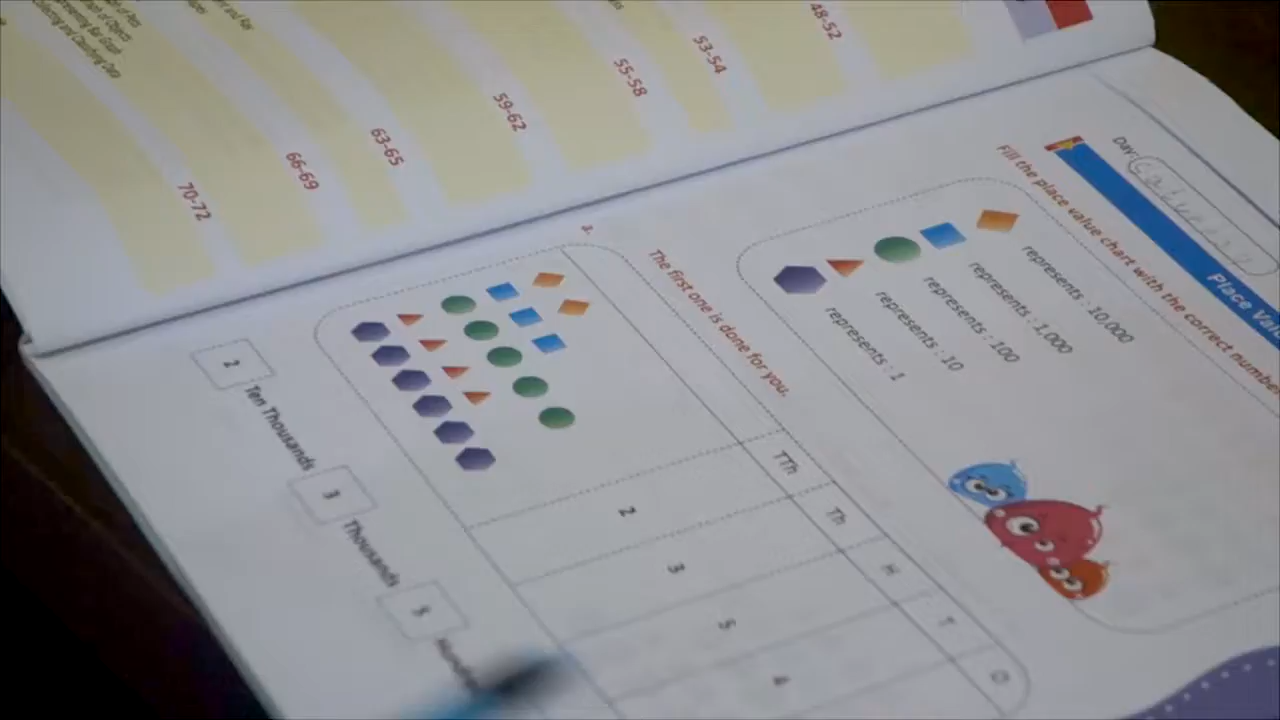 48-52
53-54
55-58
59-62
63-65
66-69
70-72
Day:
Fill the place value chart with the correct number
represents : 10,000
represents : 1,000
represents : 100
represents : 10
represents : 1
The first one is done for you.
1.
TTh Th H T O
2 3 5 4
2 Ten Thousands 3 Thousands 5